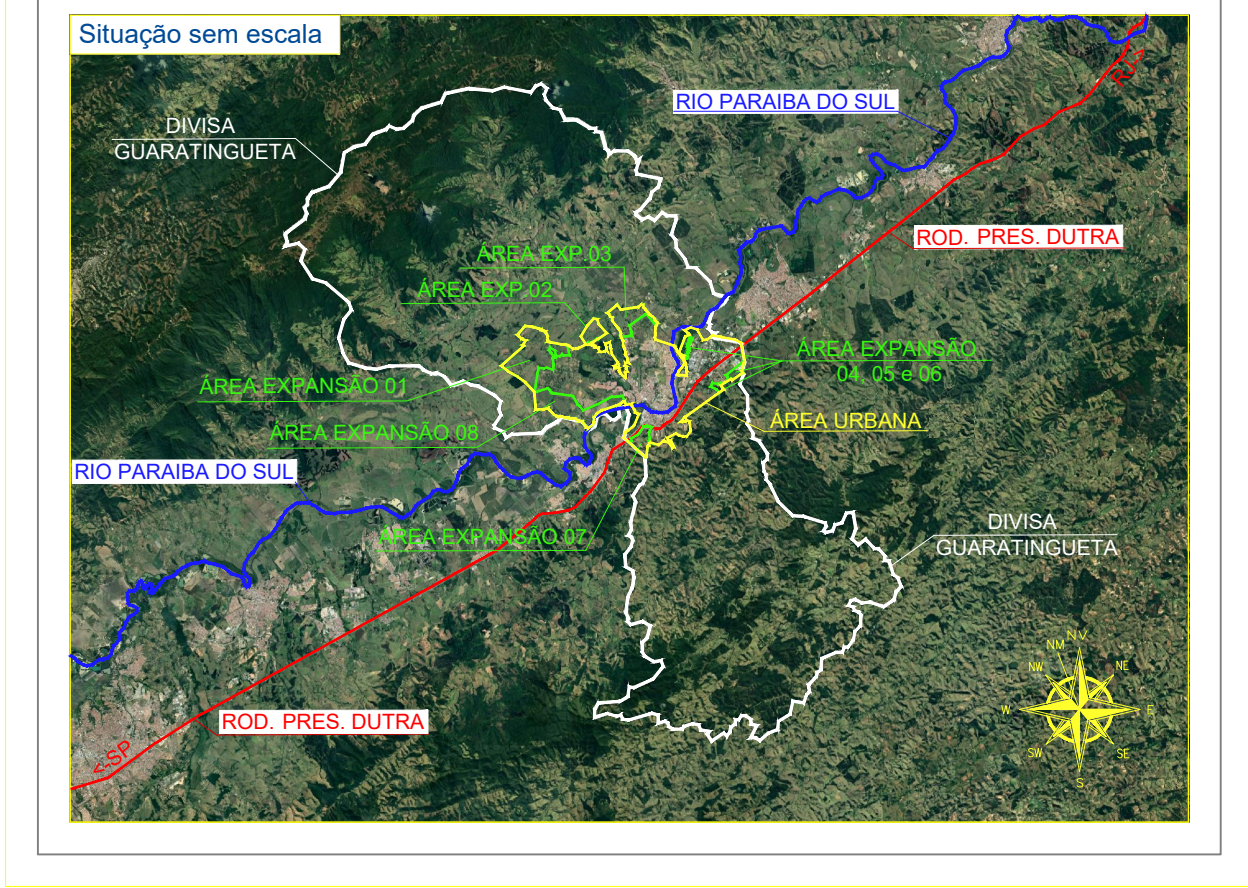 Situação sem escala
RIO PARAIBA DO SUL
RJ->
DIVISA
GUARATINGUETA
ROD. PRES. DUTRA
ÁREA EXP.03
ÁREA EXP.02
ÁREA EXPANSÃO
04, 05 e 06
ÁREA EXPANSÃO 01
ÁREA URBANA
ÁREA EXPANSÃO 08
RIO PARAIBA DO SUL
DIVISA
GUARATINGUETA
ÁREA EXPANSÃO 07
NV
NM
NW
NE
W
E
SW
SE
S
ROD. PRES. DUTRA
<-SP